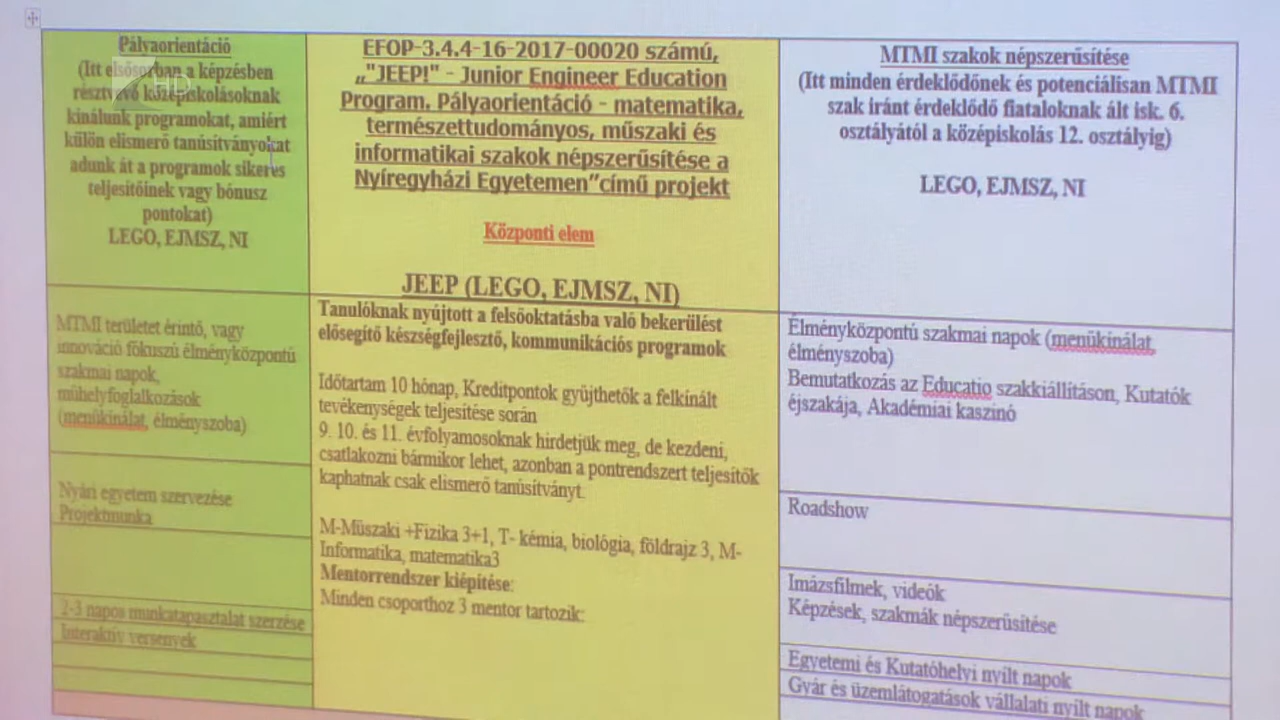 Pályaorientáció
(Itt elsősorban a képzésben
résztvevő középiskolásoknak
kínálunk programokat, amiért
külön elismerő tanúsítványokat
adunk át a programok sikeres
teljesítőinek vagy bónusz
pontokat)
LEGO, EJMSZ, NI
MTMI területet érintő, vagy
innováció fókuszú élményközpontú
szakmai napok,
műhelyfoglalkozások
(menükínálat, élményszoba)
Nyári egyetem szervezése
Projektmunka
2-3 napos munkatapasztalat szerzése
Interaktív versenyek
EFOP-3.4.4-16-2017-00020 számú,
„"JEEP!" - Junior Engineer Education
Program. Pályaorientáció - matematika,
természettudományos, műszaki és
informatikai szakok népszerűsítése a
Nyíregyházi Egyetemen”című projekt
Központi elem
JEEP (LEGO, EJMSZ, NI)
Tanulóknak nyújtott a felsőoktatásba való bekerülést
elősegítő készségfejlesztő, kommunikációs programok
Időtartam 10 hónap, Kreditpontok gyűjthetők a felkínált
tevékenységek teljesítése során
9. 10. és 11. évfolyamosoknak hirdetjük meg, de kezdeni,
csatlakozni bármikor lehet, azonban a pontrendszert teljesítők
kaphatnak csak elismerő tanúsítványt.
M-Műszaki +Fizika 3+1, T- kémia, biológia, földrajz 3, M-
Informatika, matematika3
Mentorrendszer kiépítése:
Minden csoporthoz 3 mentor tartozik:
MTMI szakok népszerűsítése
(Itt minden érdeklődőnek és potenciálisan MTMI
szak iránt érdeklődő fiataloknak ált isk. 6.
osztályától a középiskolás 12. osztályig)
LEGO, EJMSZ, NI
Élményközpontú szakmai napok (menükínálat,
élményszoba)
Bemutatkozás az Educatio szakkiállításon, Kutatók
éjszakája, Akadémiai kaszinó
Roadshow
Imázsfilmek, videók
Képzések, szakmák népszerűsítése
Egyetemi és Kutatóhelyi nyílt napok
Gyár és üzemlátogatások vállalati nyílt napok
HD